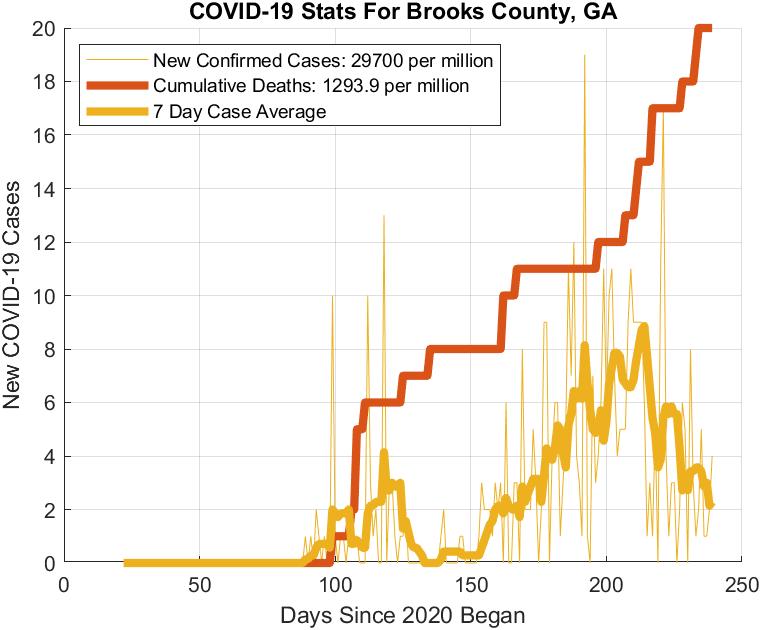 COVID-19 Stats For Brooks County, GA
New Confirmed Cases: 29700 per million
Cumulative Deaths: 1293.9 per million
7 Day Case Average
New COVID-19 Cases
20
18
16
14
12
10
8
6
4
2
0
0 50 100 150 200 250
Days Since 2020 Began